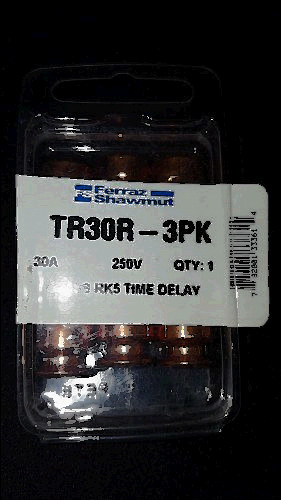 Ferraz
Shawmut
TR30R-3PK
30A 250V QTY: 1
RK5 TIME DELAY